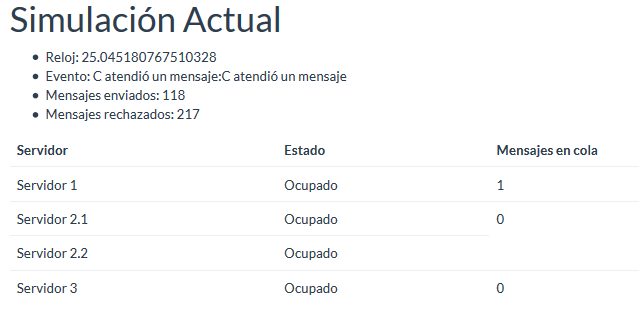 Simulación Actual
Reloj: 25.045180767510328
Evento: C atendió un mensaje:C atendió un mensaje
Mensajes enviados: 118
Mensajes rechazados: 217
Servidor Estado Mensajes en cola
Servidor 1 Ocupado 1
Servidor 2.1 Ocupado 0
Servidor 2.2 Ocupado
Servidor 3 Ocupado 0